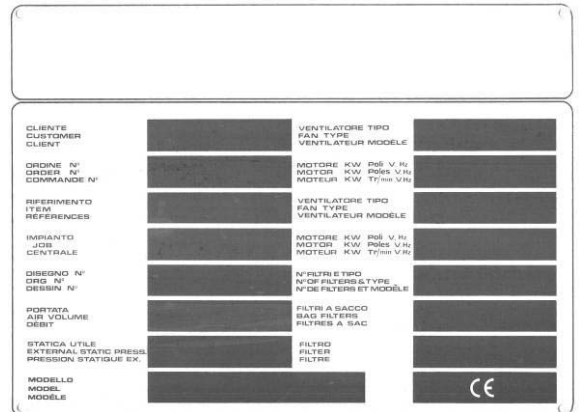 CLIENTE
CUSTOMER
CLIENT
VENTILATORE TIPO
FAN TYPE
VENTILATEUR MODÈLE
ORDINE N°
ORDER N°
COMMANDE N°
MOTORE KW Poli V.Hz
MOTOR KW Poles V.Hz
MOTEUR KW Tr/min V.Hz
RIFERIMENTO
ITEM
RÉFÉRENCES
VENTILATORE TIPO
FAN TYPE
VENTILATEUR MODÈLE
IMPIANTO
JOB
CENTRALE
MOTORE KW Poli V.Hz
MOTOR KW Poles V.Hz
MOTEUR KW Tr/min V.Hz
DISEGNO N°
ORG N°
DESSIN N°
N° FILTRI E TIPO
N° OF FILTERS & TYPE
N° DE FILTERS ET MODÈLE
PORTATA
AIR VOLUME
DÈBIT
FILTRI A SACCO
BAG FILTERS
FILTRES A SAC
STATICA UTILE
EXTERNAL STATIC PRESS.
PRESSION STATIQUE EX.
FILTRO
FILTER
FILTRE
MODELLO
MODEL
MODÈLE
CE